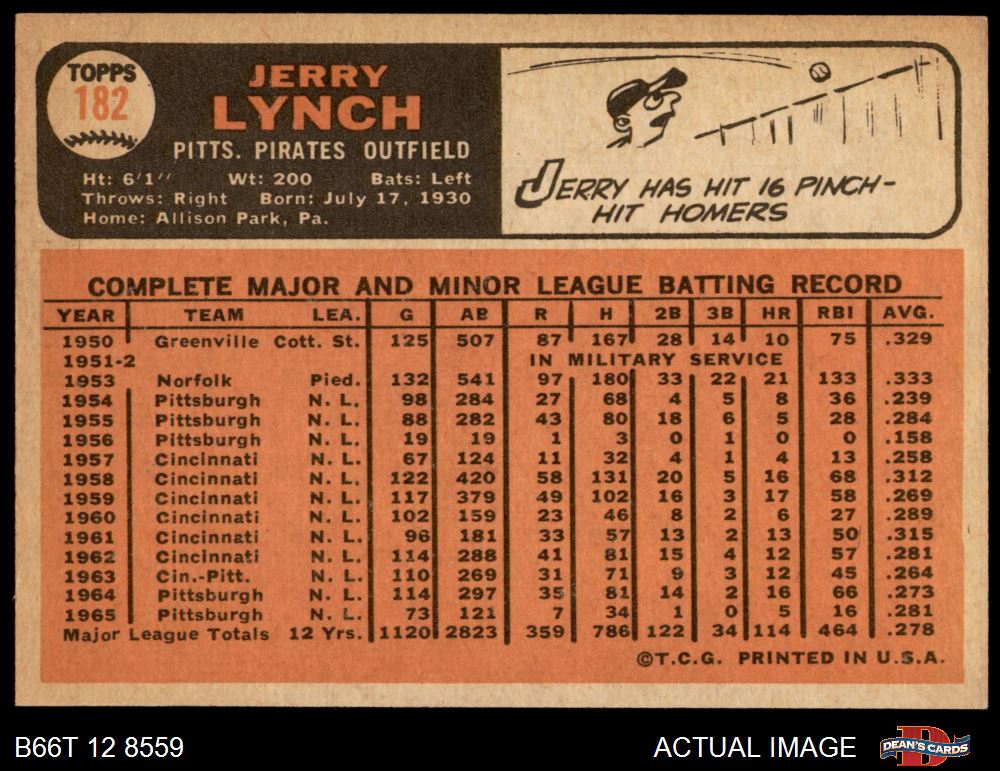 TOPPS
182
JERRY
LYNCH
PITTS. PIRATES OUTFIELD
Ht: 6'1" Wt: 200 Bats: Left
Throws: Right Born: July 17, 1930
Home: Allison Park, Pa.
JERRY HAS HIT 16 PINCH-
HIT HOMERS
COMPLETE MAJOR AND MINOR LEAGUE BATTING RECORD
YEAR TEAM LEA. G AB R H 2B 3B HR RBI AVG.
1950 Greenville Cott. St. 125 507 87 167 28 14 10 75 .329
1951-2 IN MILITARY SERVICE
1953 Norfolk Pied. 132 541 97 180 33 22 21 133 .333
1954 Pittsburgh N. L. 98 284 27 68 4 5 8 36 .239
1955 Pittsburgh N. L. 88 282 43 80 18 6 5 28 .284
1956 Pittsburgh N. L. 19 19 1 3 0 1 0 0 .158
1957 Cincinnati N. L. 67 124 11 32 4 1 4 13 .258
1958 Cincinnati N. L. 122 420 58 131 20 5 16 68 .312
1959 Cincinnati N. L. 117 379 49 102 16 3 17 58 .269
1960 Cincinnati N. L. 102 159 23 46 8 2 6 27 .289
1961 Cincinnati N. L. 96 181 33 57 13 2 13 50 .315
1962 Cincinnati N. L. 114 288 41 81 15 4 12 57 .281
1963 Cin.-Pitt. N. L. 110 269 31 71 9 3 12 45 .264
1964 Pittsburgh N. L. 114 297 35 81 14 2 16 66 .273
1965 Pittsburgh N. L. 73 121 7 34 1 0 5 16 .281
Major League Totals 12 Yrs. 1120 2823 359 786 122 34 114 464 .278
©T.C.G. PRINTED IN U.S.A.
B66T 12 8559 ACTUAL IMAGE DEAN'S CARDS